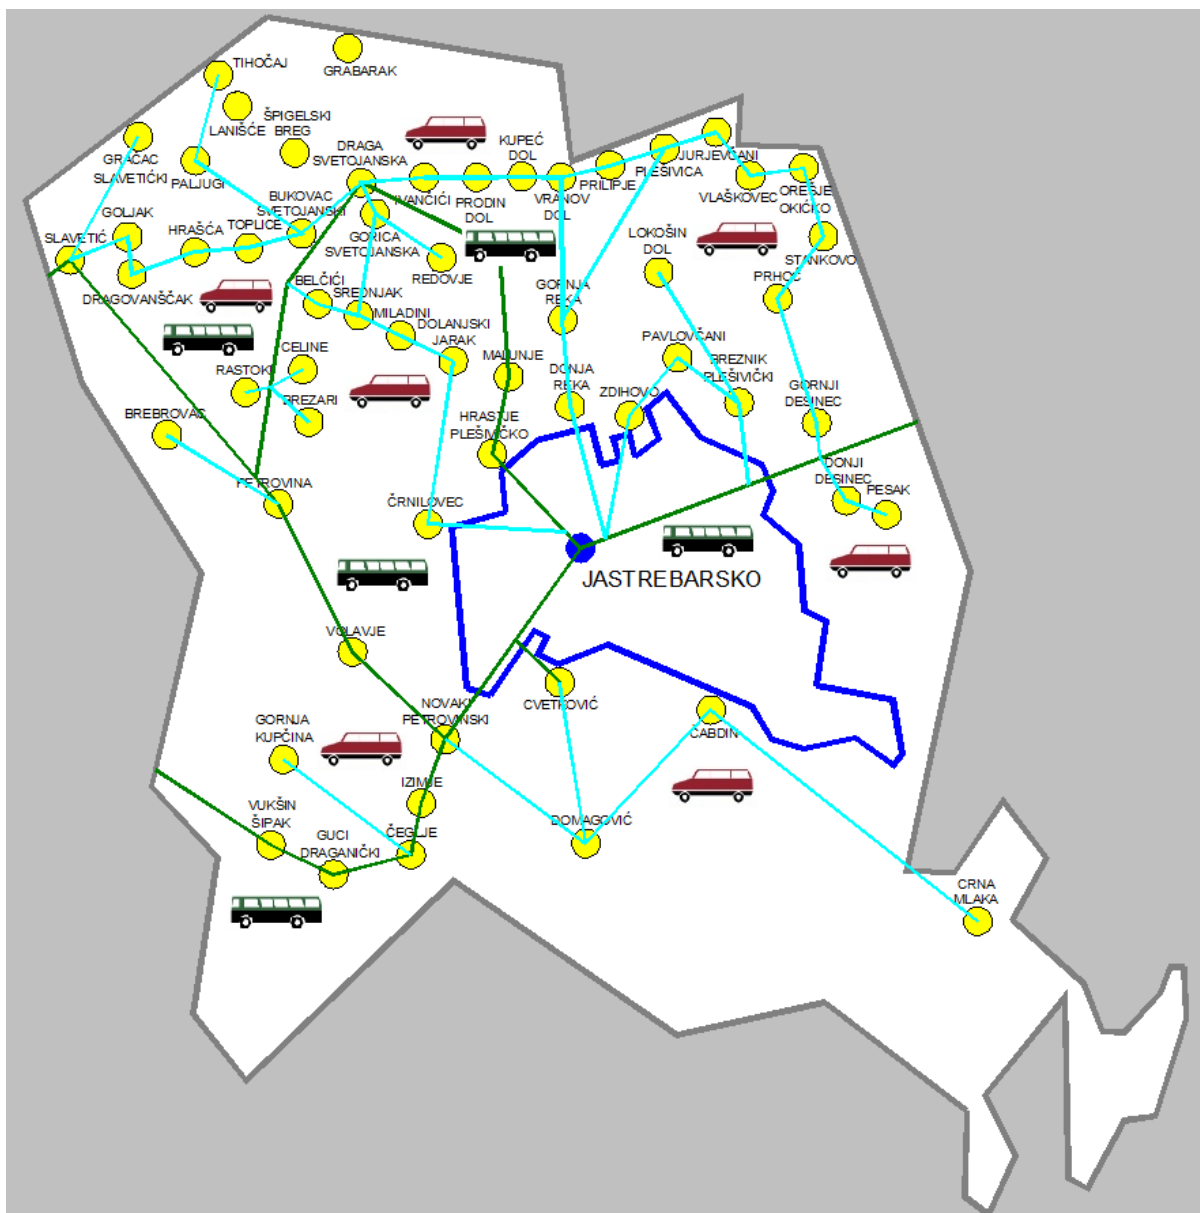 TIHOČAJ
GRABARAK
LANIŠĆE
ŠPIGELSKI
BREG
GRAČAC
SLAVETIĆKI
PALJUGI
DRAGA
SVETOJANSKA
KUPEĆ
DOL
IVANČIĆI
PRODIN
DOL
VRANOV
DOL
PRILIPJE
PLEŠIVICA
JURJEVČANI
VLAŠKOVEC
OREŠJE
OKIĆKO
STANKOVO
BUKOVAC
SVETOJANSKI
GOLJAK
HRAŠĆA
TOPLICE
SLAVETIĆ
DRAGOVANŠČAK
GORICA
SVETOJANSKA
REDOVJE
LOKOŠIN
DOL
PRHOĆ
BELČIĆI
SREDNJAK
MILADINI
DOLANJSKI
JARAK
GORNJA
REKA
PAVLOVČANI
BREZNIK
PLEŠIVIČKI
CELINE
RASTOKI
BREZARI
BREBROVAC
MALUNJE
DONJA
REKA
ZDIHOVO
GORNJI
DESINEC
HRASTJE
PLEŠIVIČKO
DONJI
DESINEC
PESAK
PETROVINA
ČRNILOVEC
JASTREBARSKO
VOLAVJE
NOVAKI
PETROVINSKI
CVETKOVIĆ
ČABDIN
GORNJA
KUPČINA
IZIMJE
VUKŠIN
ŠIPAK
GUCI
DRAGANIĆKI
ČEGLJE
DOMAGOVIĆ
CRNA
MLAKA